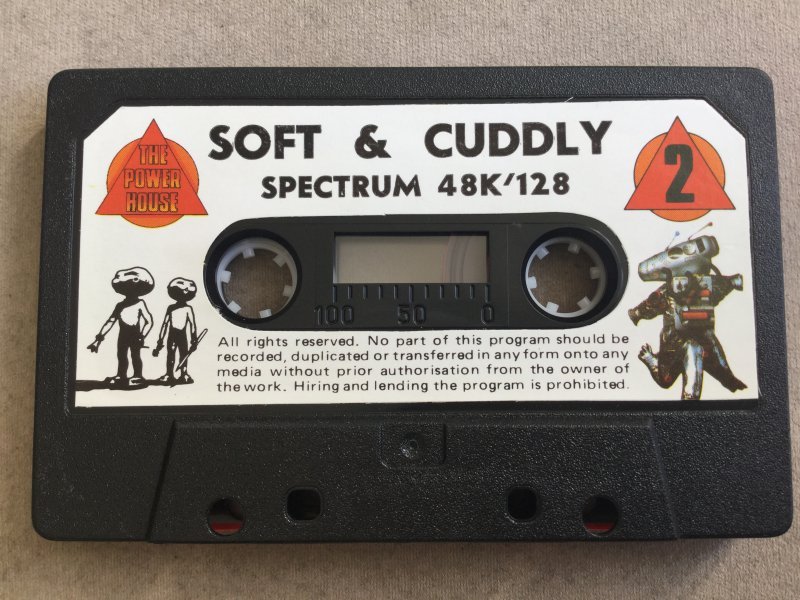 THE
POWER
HOUSE
SOFT & CUDDLY
SPECTRUM 48K/128
2
100 50 0
All rights reserved. No part of this program should be
recorded, duplicated or transferred in any form onto any
media without prior authorisation from the owner of
the work. Hiring and lending the program is prohibited.